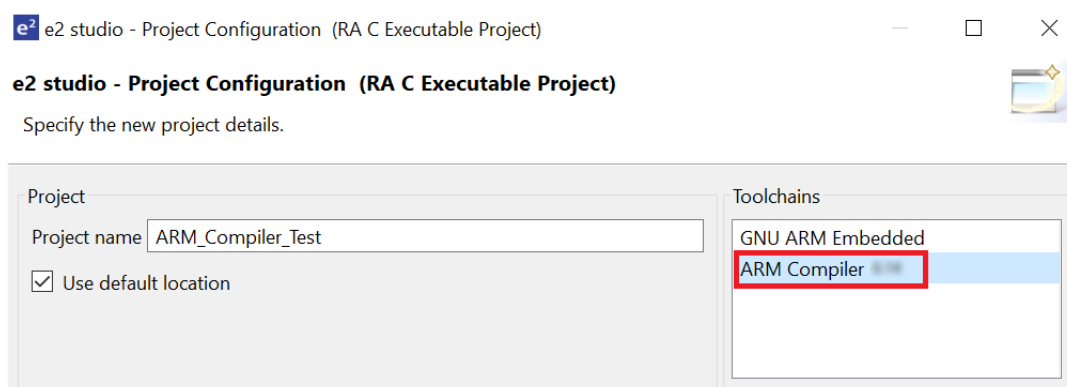 e² e2 studio - Project Configuration (RA C Executable Project)
e2 studio - Project Configuration (RA C Executable Project)
Specify the new project details.
Project
Project name ARM_Compiler_Test
Use default location
Toolchains
GNU ARM Embedded
ARM Compiler